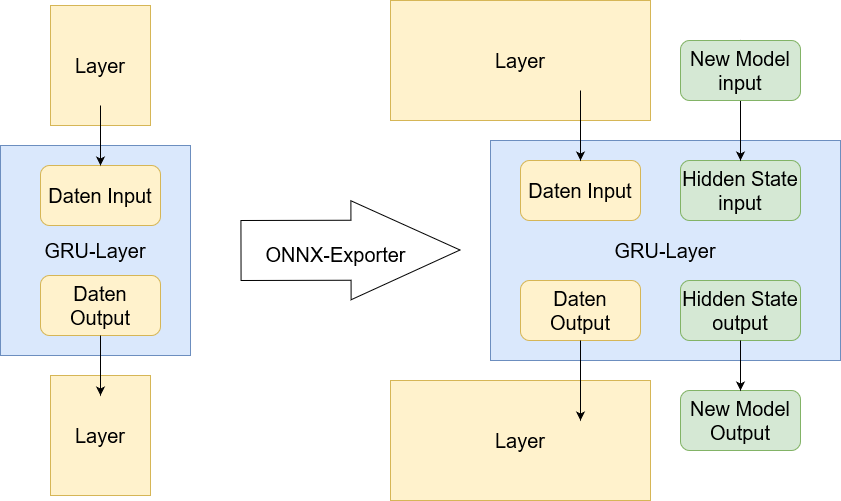 Layer
Daten Input
GRU-Layer
Daten
Output
Layer
ONNX-Exporter
Layer
New Model
input
Daten Input
Hidden State
input
GRU-Layer
Daten
Output
Hidden State
output
Layer
New Model
Output